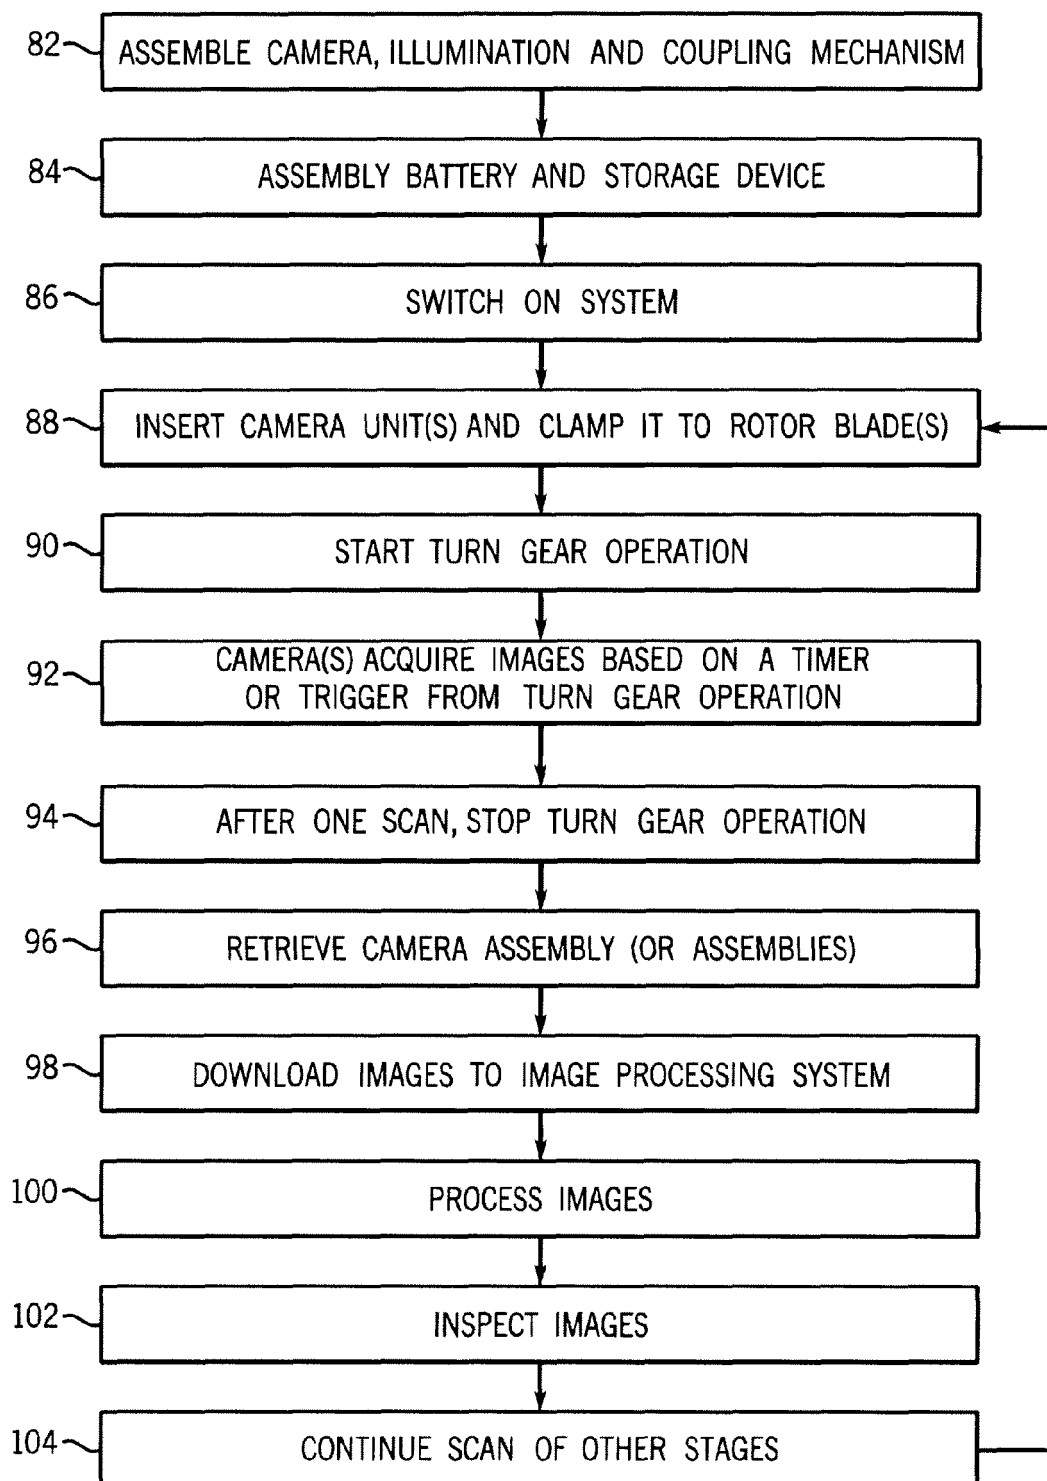 82 ASSEMBLE CAMERA, ILLUMINATION AND COUPLING MECHANISM
84 ASSEMBLY BATTERY AND STORAGE DEVICE
86 SWITCH ON SYSTEM
88 INSERT CAMERA UNIT(S) AND CLAMP IT TO ROTOR BLADE(S)
90 START TURN GEAR OPERATION
92 CAMERA(S) ACQUIRE IMAGES BASED ON A TIMER
OR TRIGGER FROM TURN GEAR OPERATION
94 AFTER ONE SCAN, STOP TURN GEAR OPERATION
96 RETRIEVE CAMERA ASSEMBLY (OR ASSEMBLIES)
98 DOWNLOAD IMAGES TO IMAGE PROCESSING SYSTEM
100 PROCESS IMAGES
102 INSPECT IMAGES
104 CONTINUE SCAN OF OTHER STAGES